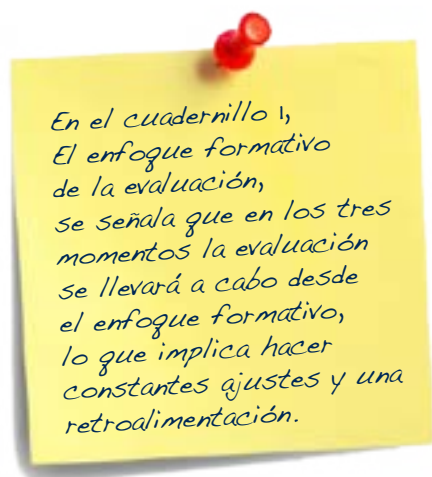 En el cuadernillo 1,
El enfoque formativo
de la evaluación,
se señala que en los tres
momentos la evaluación
se llevará a cabo desde
el enfoque formativo,
lo que implica hacer
constantes ajustes y una
retroalimentación.